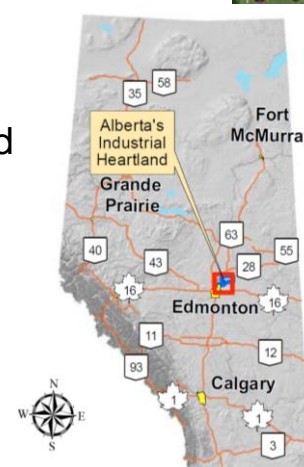 35
58
Alberta's
Industrial
Heartland
Fort
McMurra
d
Grande
Prairie
63
40
43
55
28
16
16
Edmonton
11
12
93
Calgary
1
1
3
N
W
E
S